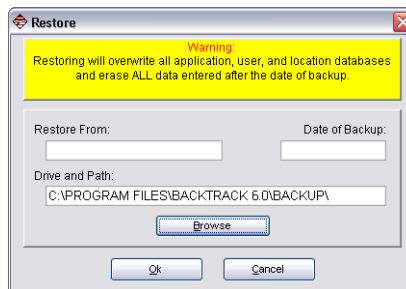 Restore
Warning:
Restoring will overwrite all application, user, and location databases
and erase ALL data entered after the date of backup.
Restore From: Date of Backup:
Drive and Path:
C:\PROGRAM FILES\BACKTRACK 6.0\BACKUP\
Browse
Ok Cancel